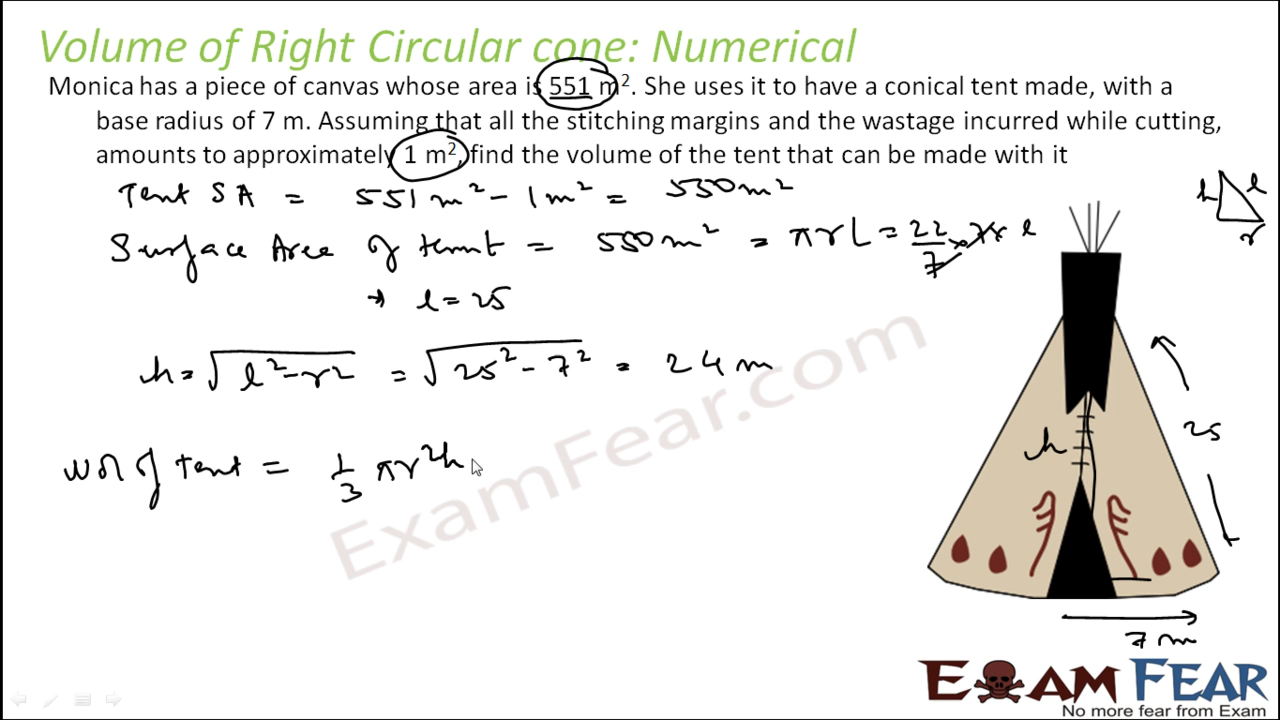 Volume of Right Circular cone: Numerical
Monica has a piece of canvas whose area is 551 m². She uses it to have a conical tent made, with a
base radius of 7 m. Assuming that all the stitching margins and the wastage incurred while cutting,
amounts to approximately 1 m², find the volume of the tent that can be made with it
Tent SA = 551 m² - 1 m² = 550 m²
h l
r
Surface Area of tent = 550 m² = πrl = 22/7 × 7 × l
→ l = 25
h = √(l² - r²) = √(25² - 7²) = 24 m
Vol of tent = 1/3 πr²h
h
25
7 m
ExamFear.com
EXAM FEAR
No more fear from Exam